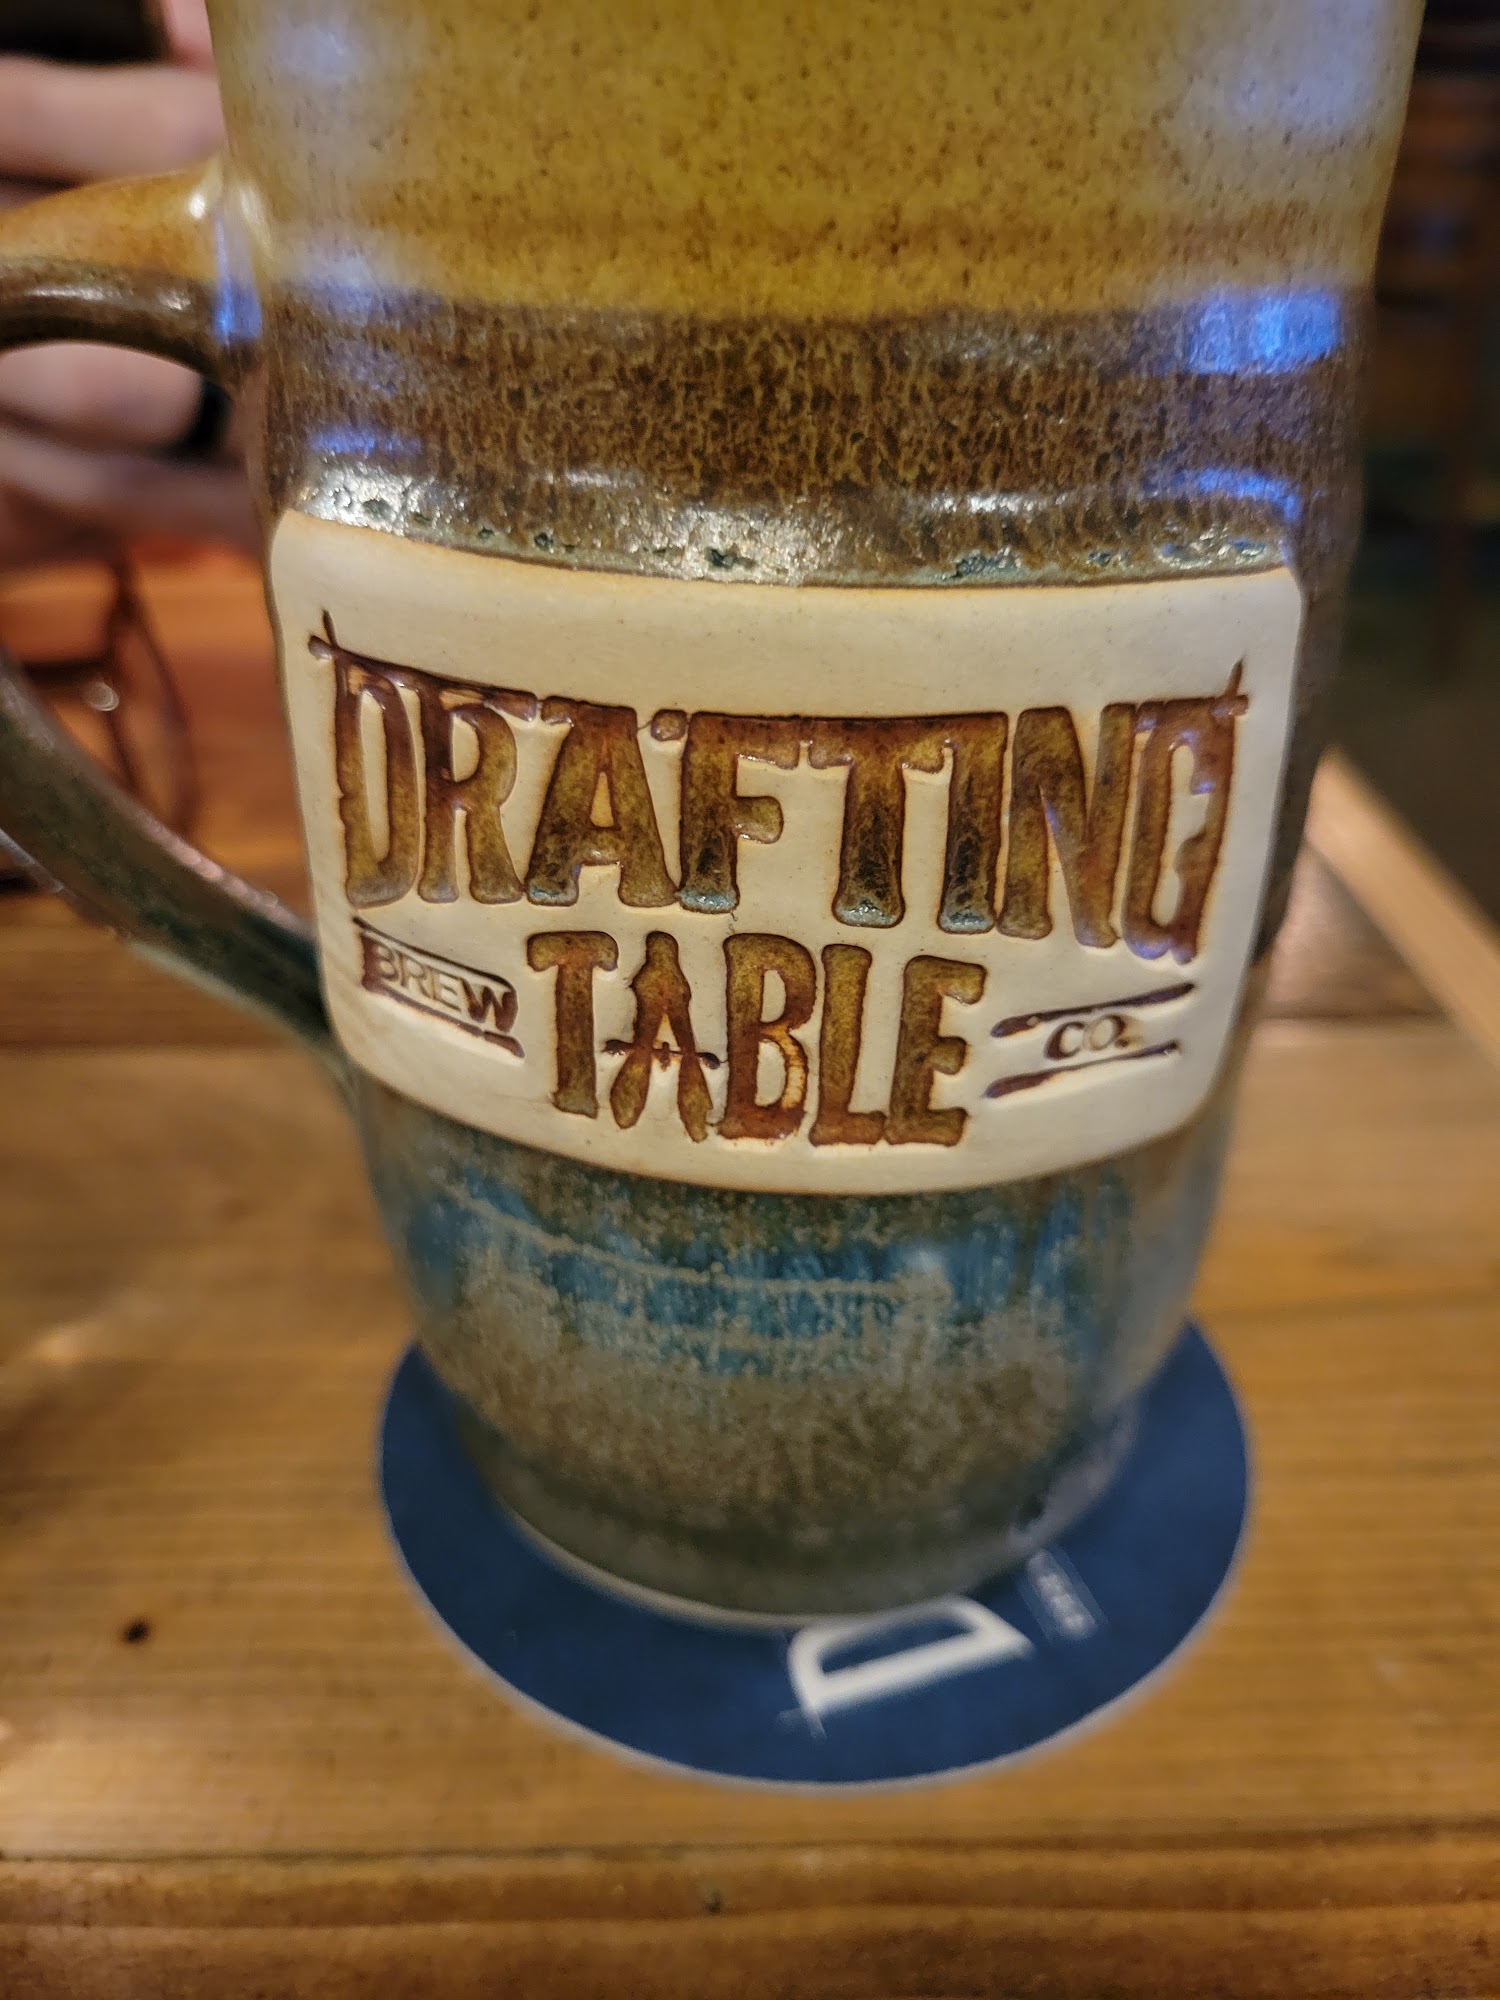 DRAFTING
BREW TABLE CO.
D